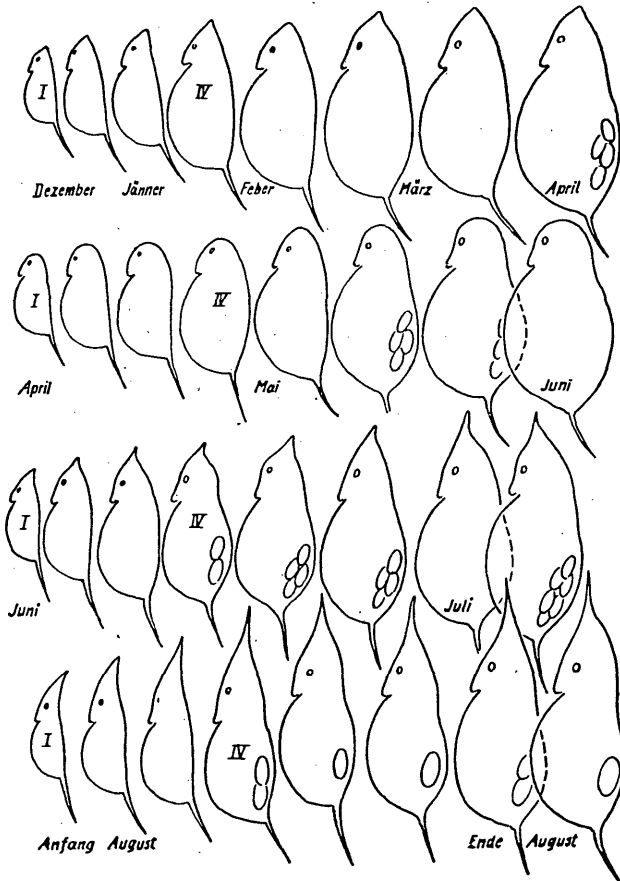 I IV
Dezember Jänner Feber März April
I IV
April Mai Juni
I IV
Juni Juli
I IV
Anfang August Ende August